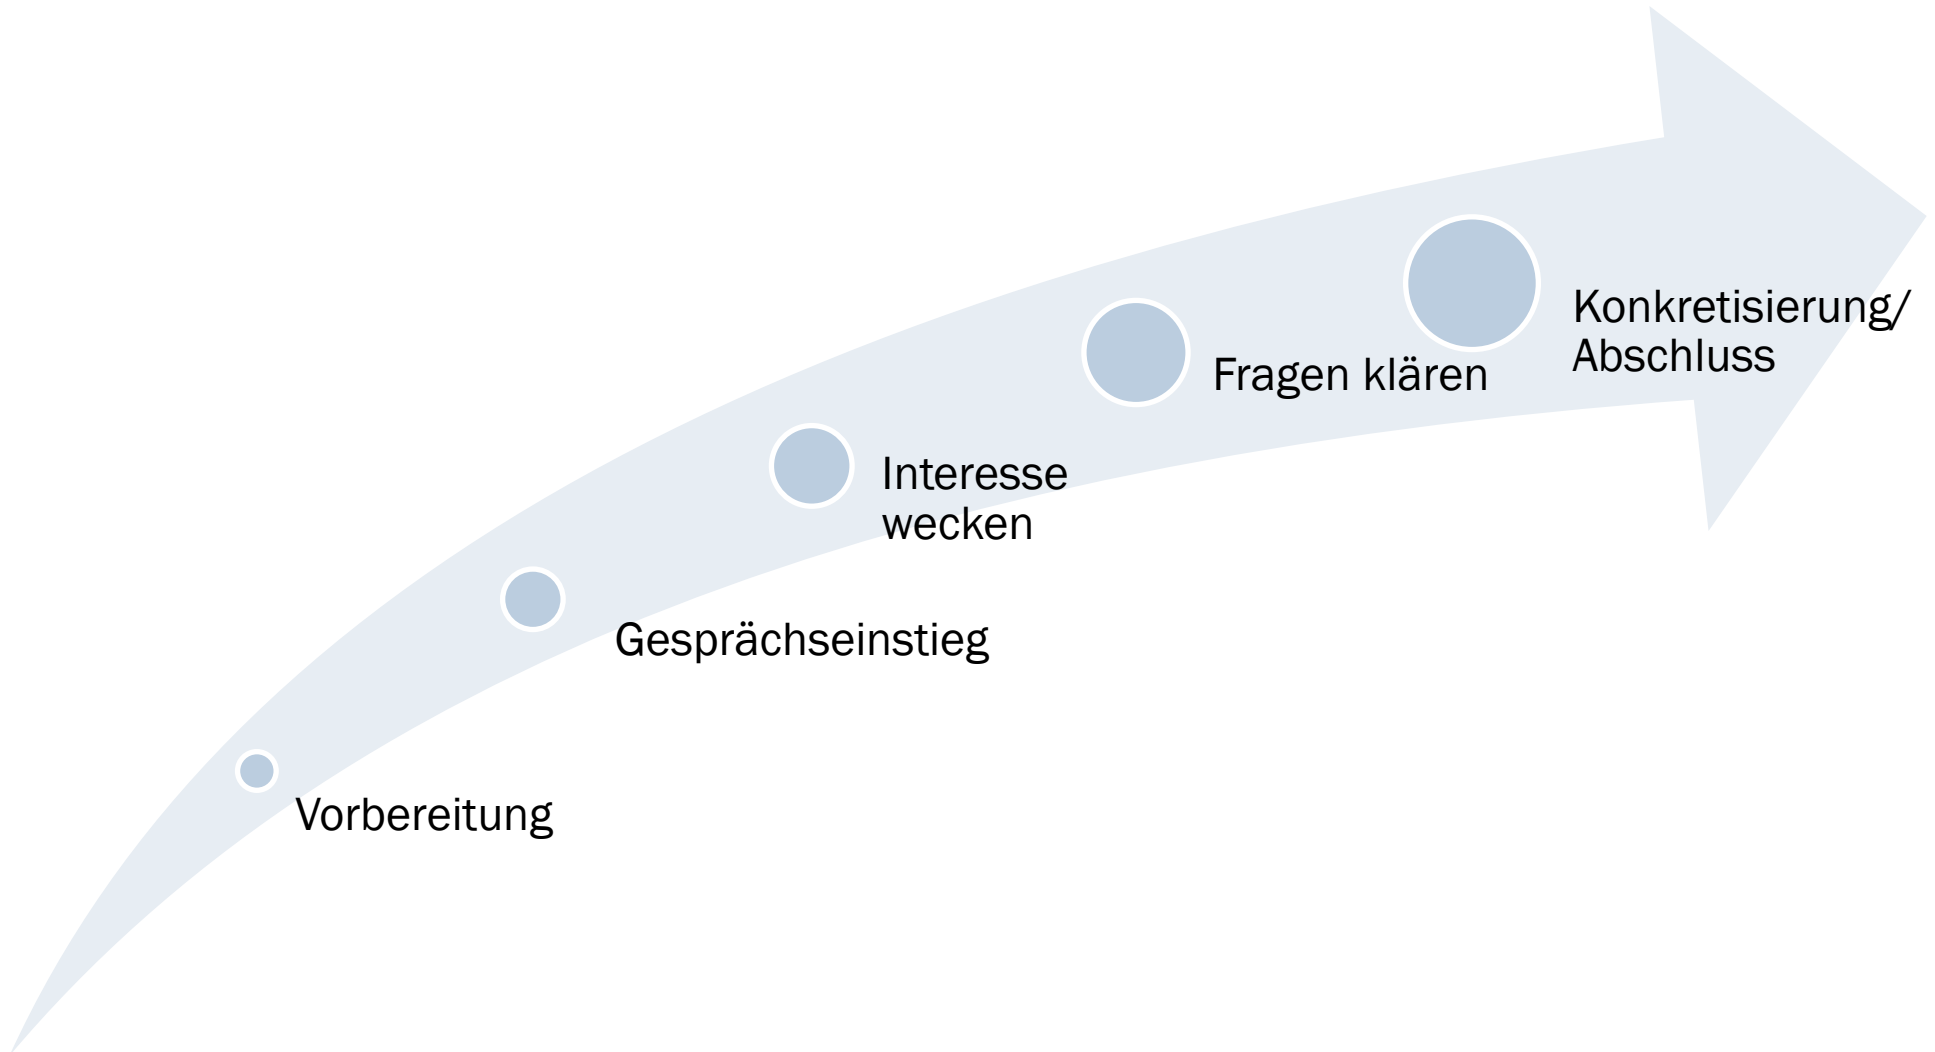 Vorbereitung
Gesprächseinstieg
Interesse
wecken
Fragen klären
Konkretisierung/
Abschluss